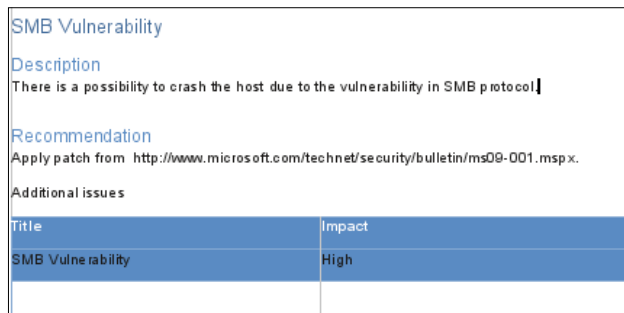 SMB Vulnerability
Description
There is a possibility to crash the host due to the vulnerabiliity in SMB protocol.
Recommendation
Apply patch from http://www.microsoft.com/technet/security/bulletin/ms09-001.mspx.
Additional issues
Title Impact
SMB Vulnerability High